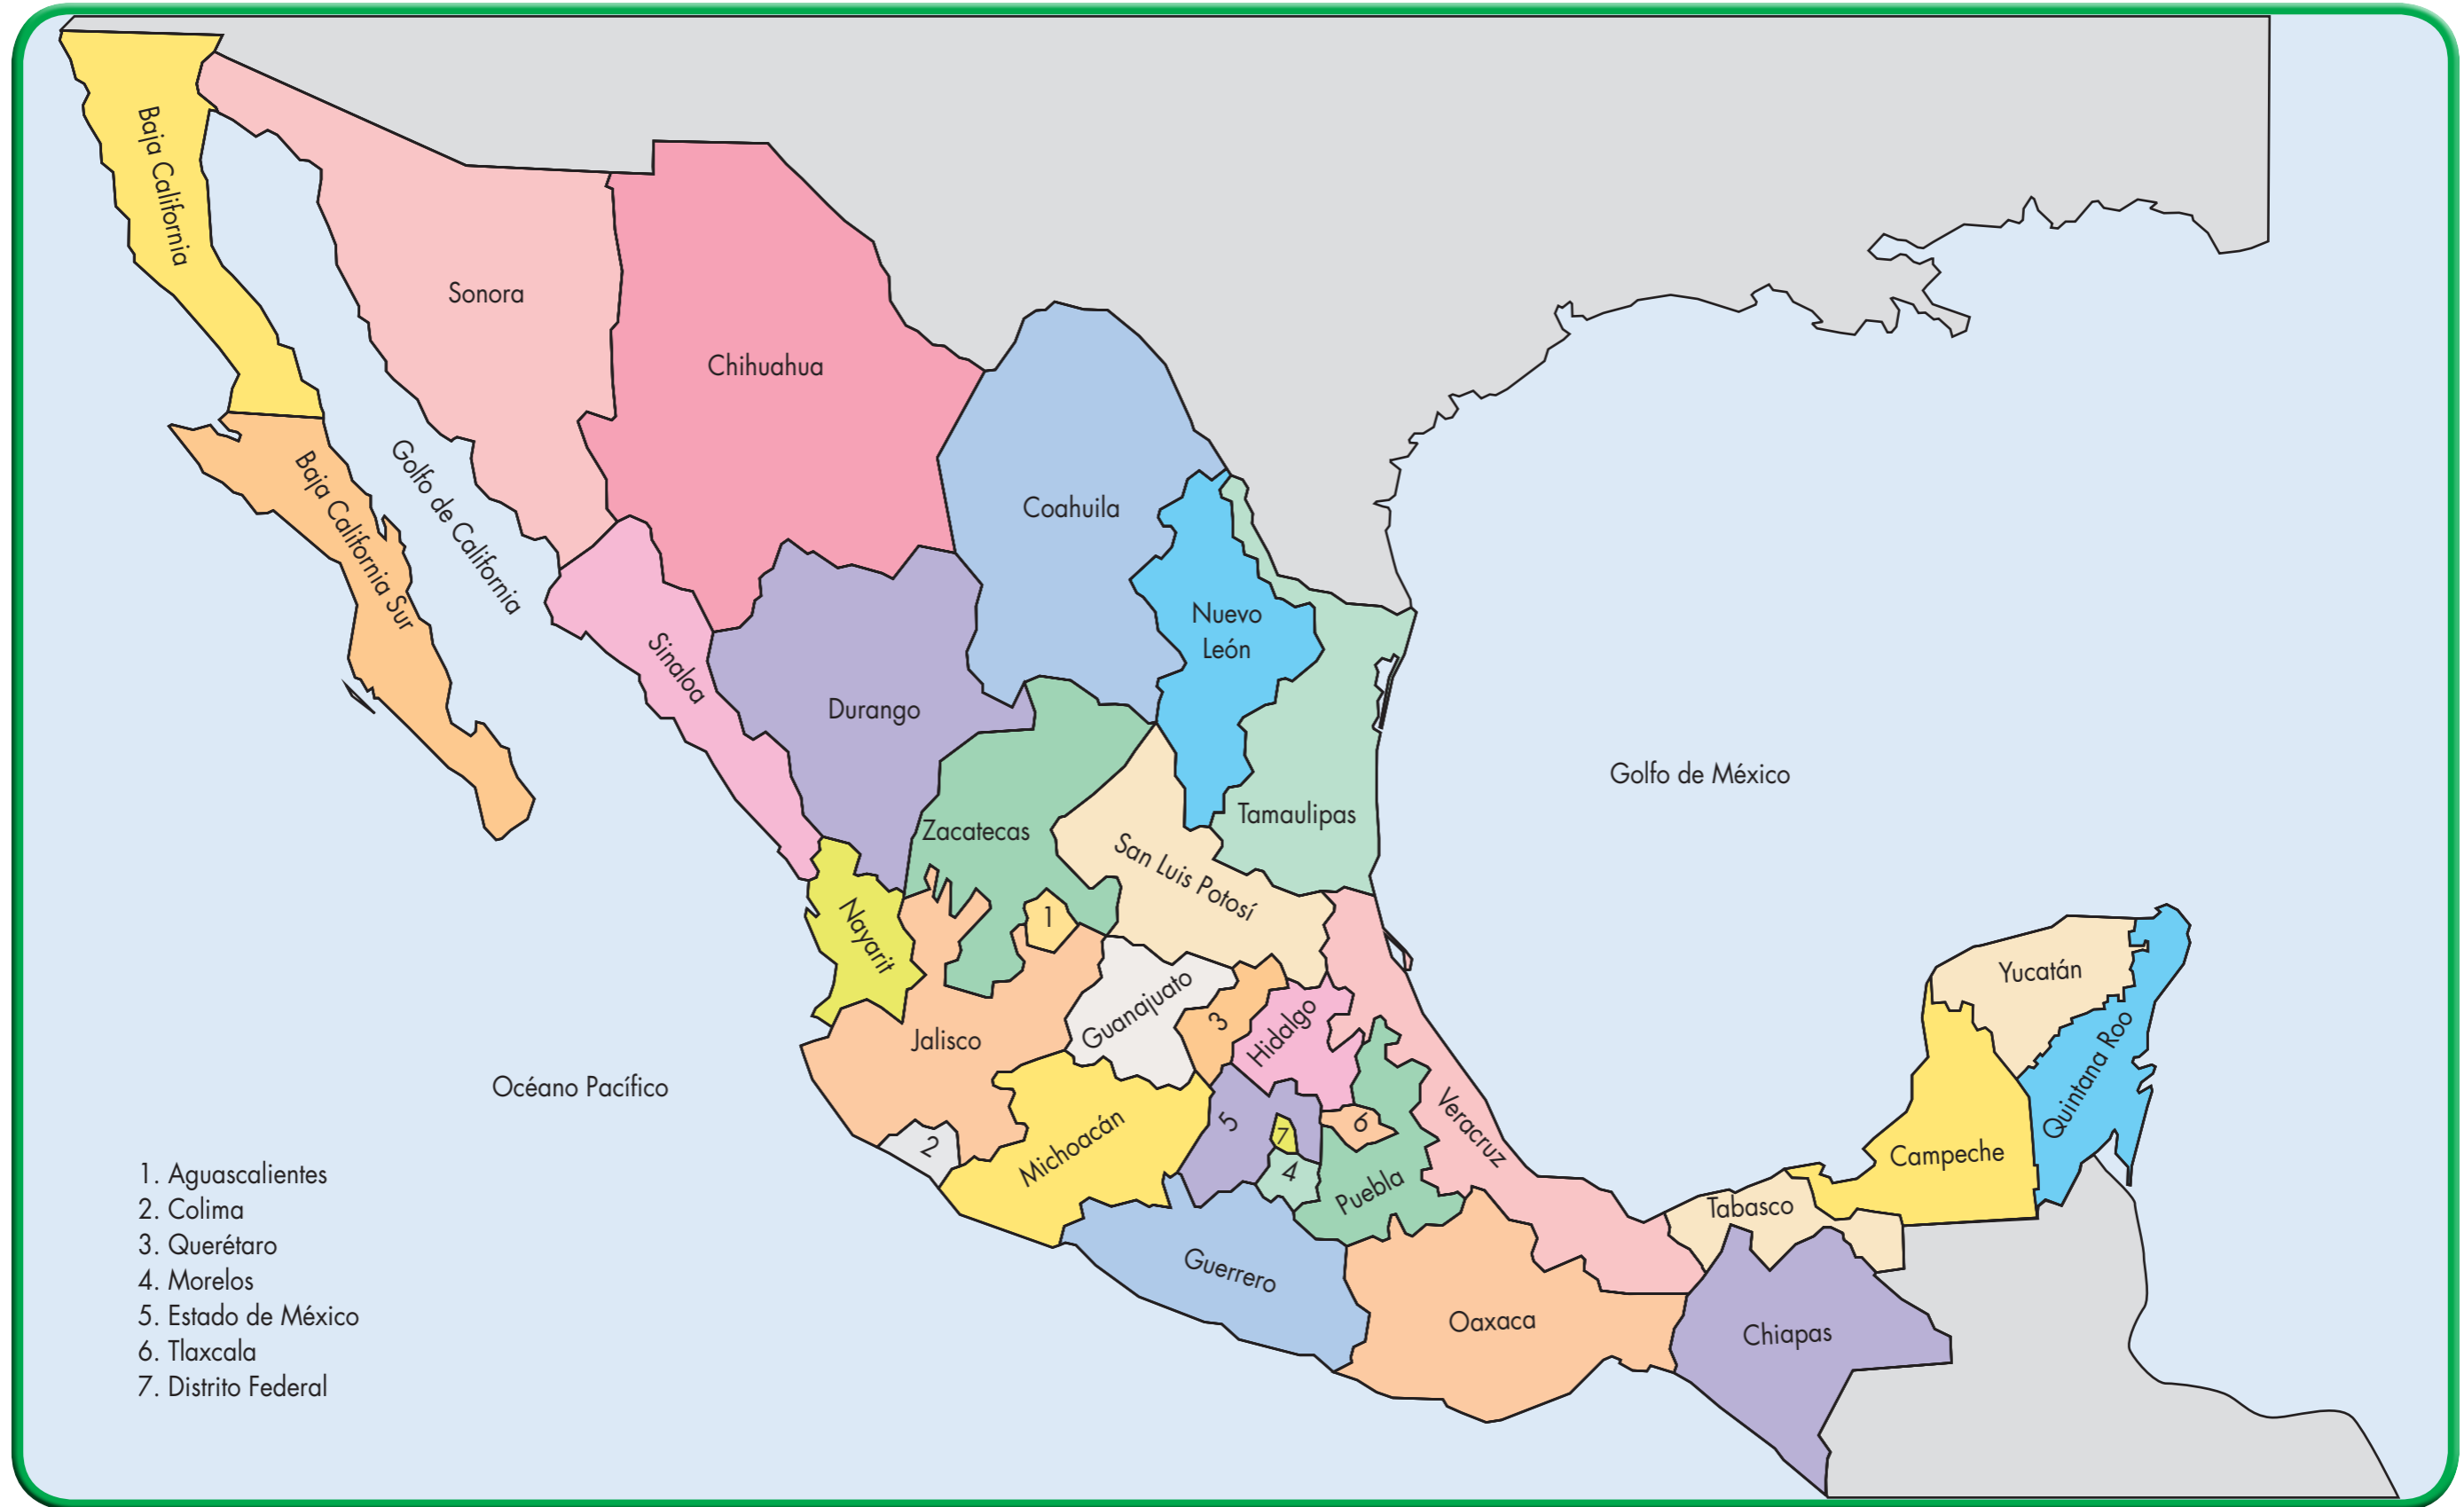 Baja California
Sonora
Chihuahua
Golfo de California
Baja California Sur
Coahuila
Nuevo
León
Sinaloa
Durango
Golfo de México
Tamaulipas
Zacatecas
San Luis Potosí
1
Nayarit
Yucatán
Guanajuato
3
Hidalgo
Jalisco
Quintana Roo
Océano Pacífico
Veracruz
5
6
7
2
Michoacán
Campeche
4
Puebla
Tabasco
Guerrero
Oaxaca
Chiapas
1. Aguascalientes
2. Colima
3. Querétaro
4. Morelos
5. Estado de México
6. Tlaxcala
7. Distrito Federal